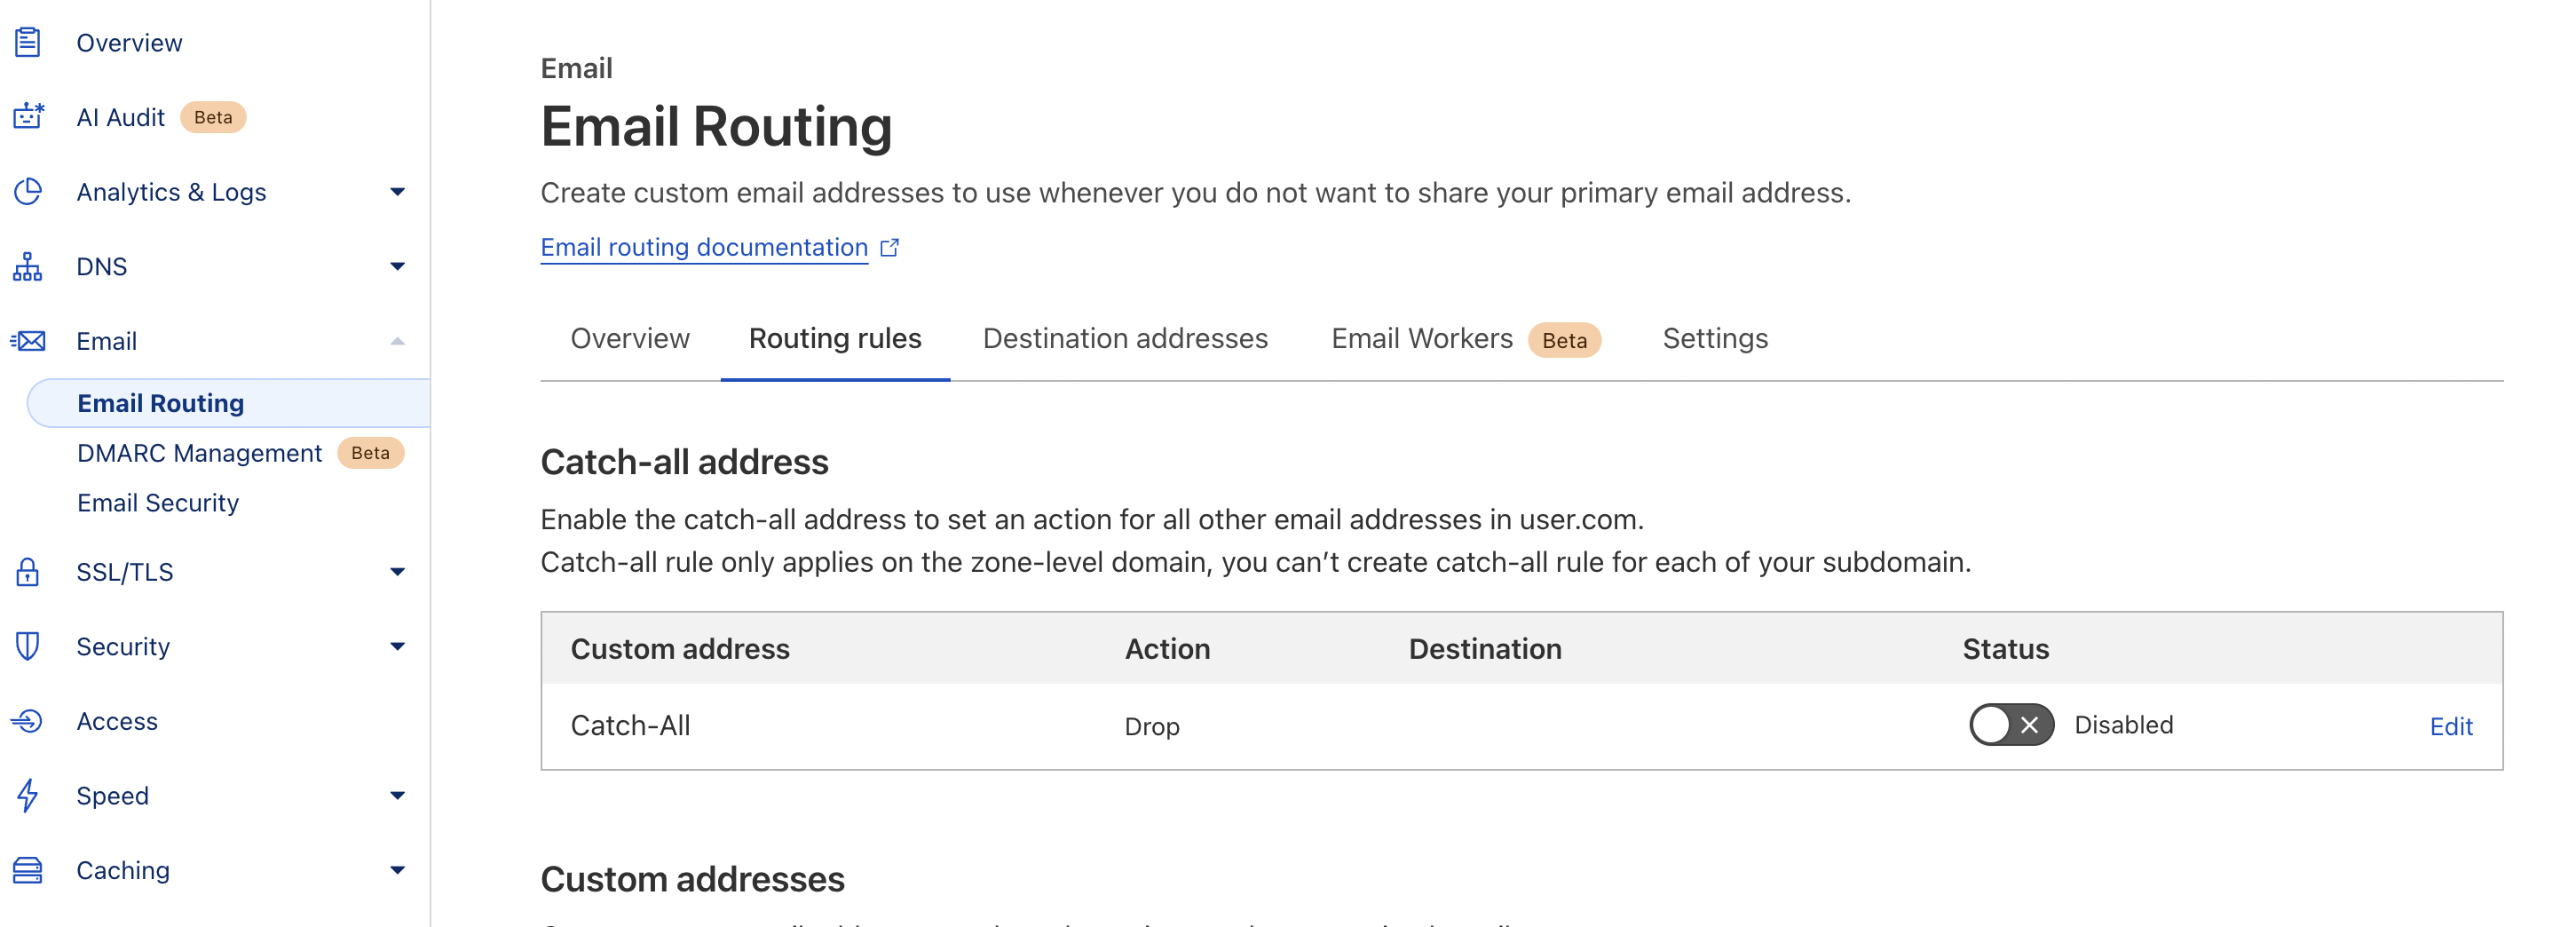 Overview
AI Audit Beta
Analytics & Logs
DNS
Email
Email Routing
DMARC Management Beta
Email Security
SSL/TLS
Security
Access
Speed
Caching
Email
Email Routing
Create custom email addresses to use whenever you do not want to share your primary email address.
Email routing documentation
Overview Routing rules Destination addresses Email Workers Beta Settings
Catch-all address
Enable the catch-all address to set an action for all other email addresses in user.com.
Catch-all rule only applies on the zone-level domain, you can’t create catch-all rule for each of your subdomain.
Custom address Action Destination Status
Catch-All Drop Disabled Edit
Custom addresses